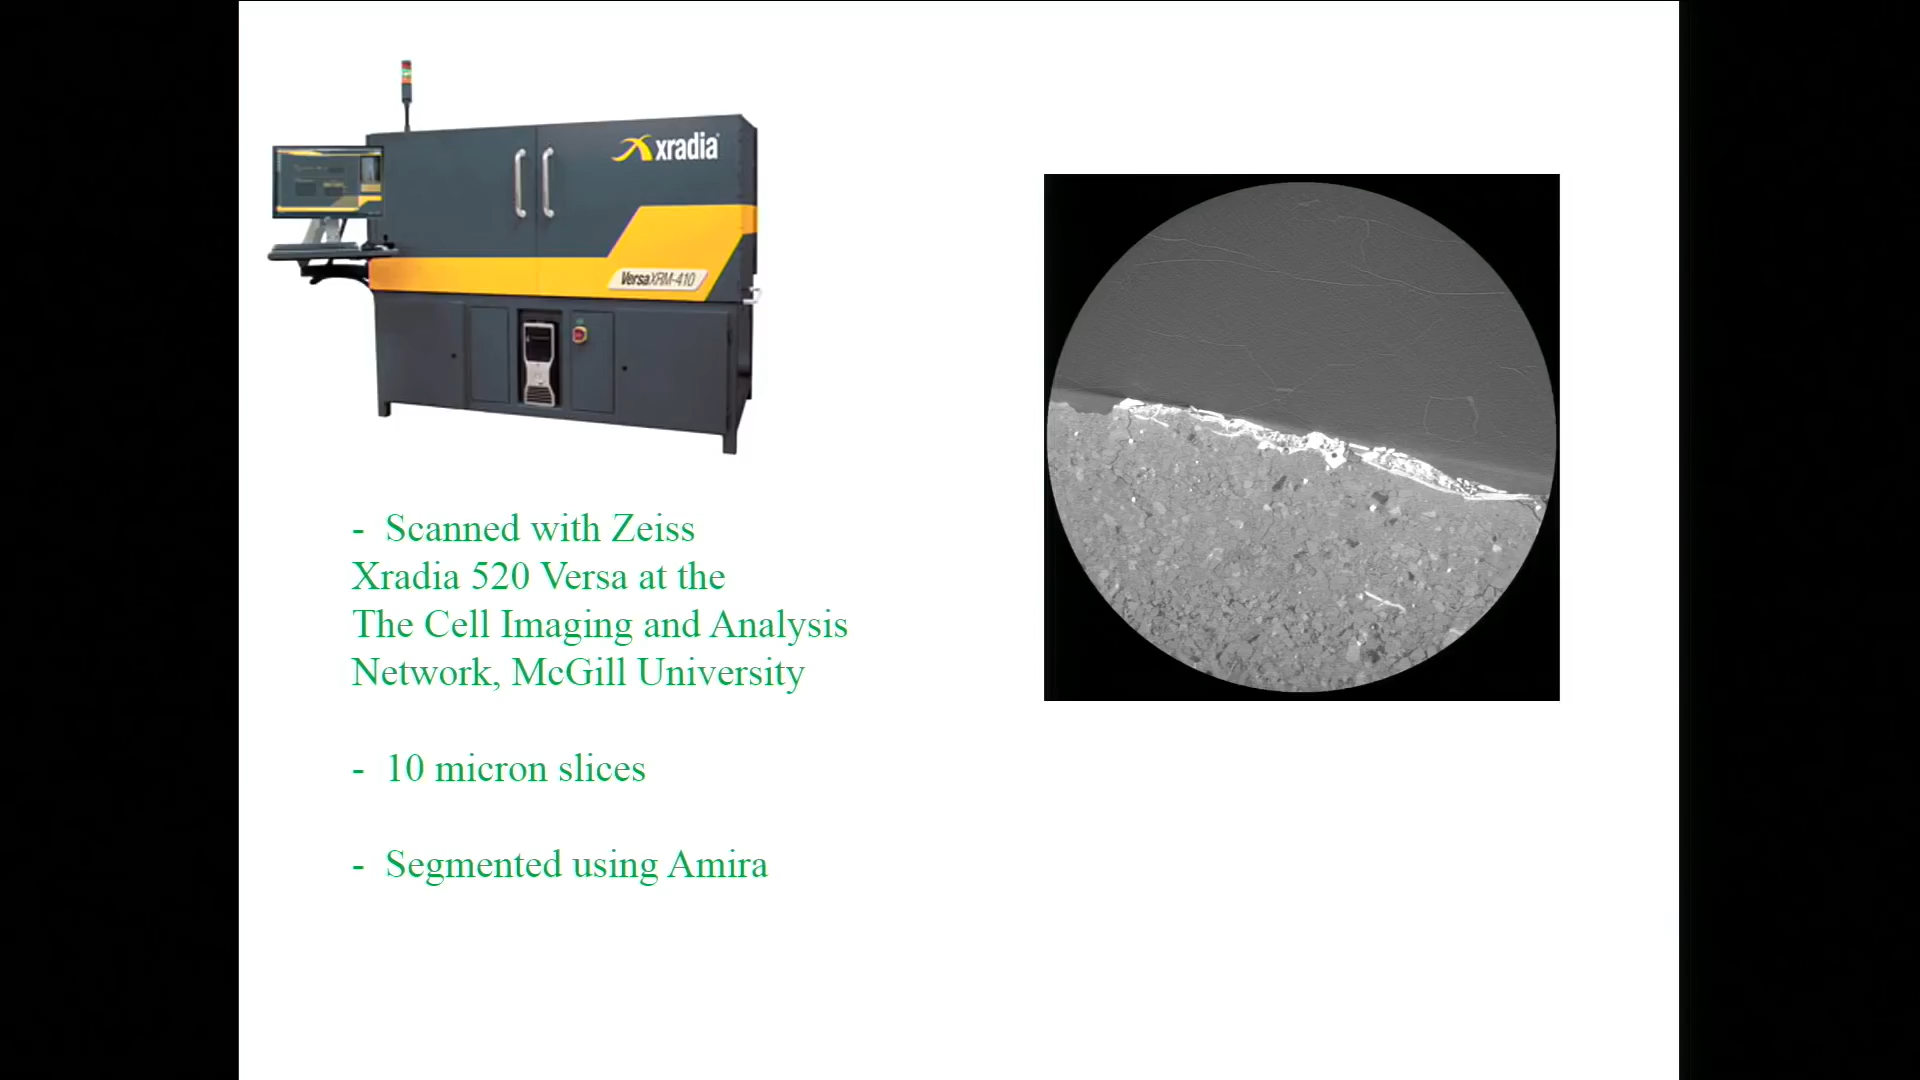 xradia
VersaXRM-410
- Scanned with Zeiss
Xradia 520 Versa at the
The Cell Imaging and Analysis
Network, McGill University
- 10 micron slices
- Segmented using Amira